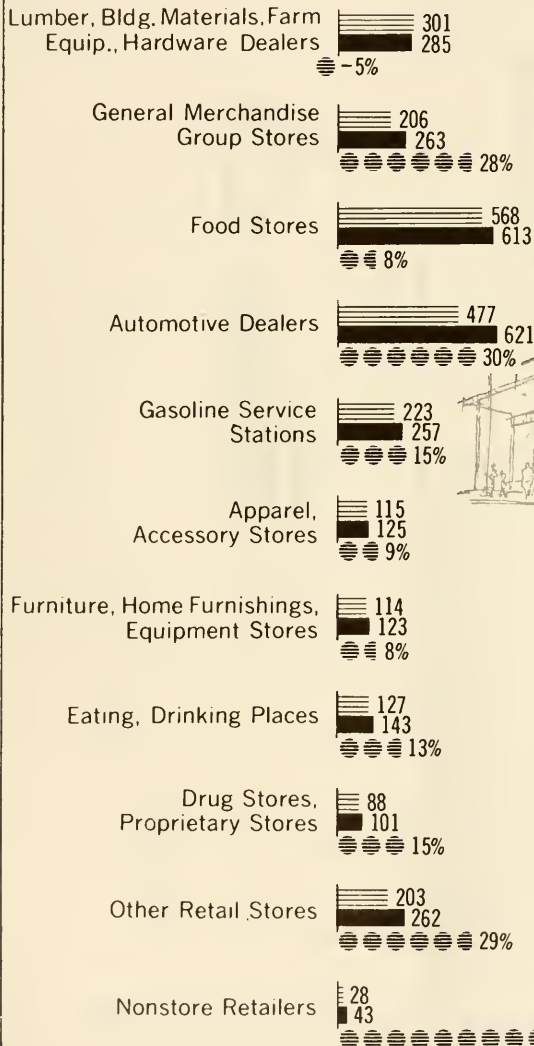 Lumber, Bldg. Materials, Farm
Equip., Hardware Dealers
301
285
-5%
General Merchandise
Group Stores
206
263
28%
Food Stores
568
613
8%
Automotive Dealers
477
621
30%
Gasoline Service
Stations
223
257
15%
Apparel,
Accessory Stores
115
125
9%
Furniture, Home Furnishings,
Equipment Stores
114
123
8%
Eating, Drinking Places
127
143
13%
Drug Stores,
Proprietary Stores
88
101
15%
Other Retail Stores
203
262
29%
Nonstore Retailers
28
43